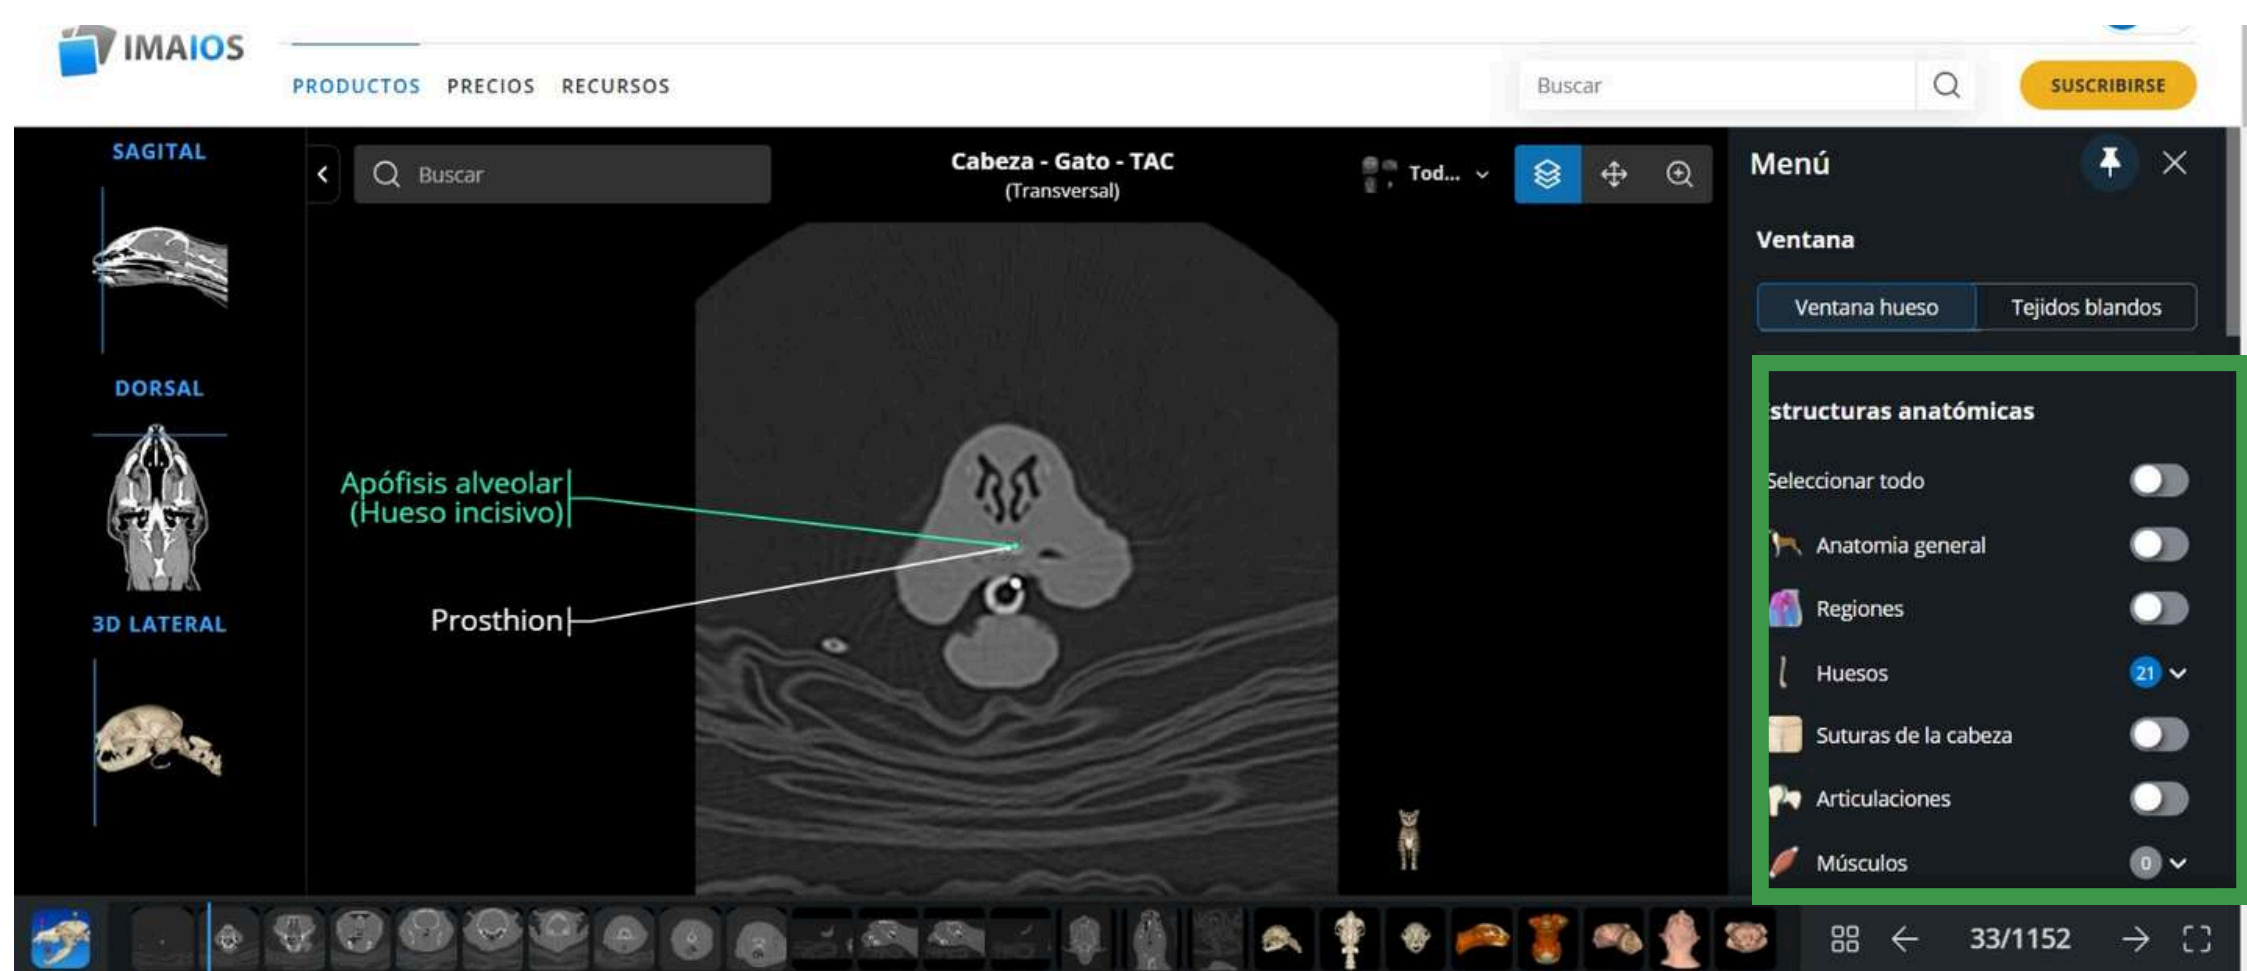 IMAIOS
PRODUCTOS PRECIOS RECURSOS
Buscar
SUSCRIBIRSE
SAGITAL
DORSAL
3D LATERAL
Buscar
Cabeza - Gato - TAC
(Transversal)
Tod...
Apófisis alveolar
(Hueso incisivo)
Prosthion
Menú
Ventana
Ventana hueso
Tejidos blandos
structuras anatómicas
Seleccionar todo
Anatomia general
Regiones
Huesos 21
Suturas de la cabeza
Articulaciones
Músculos 0
33/1152